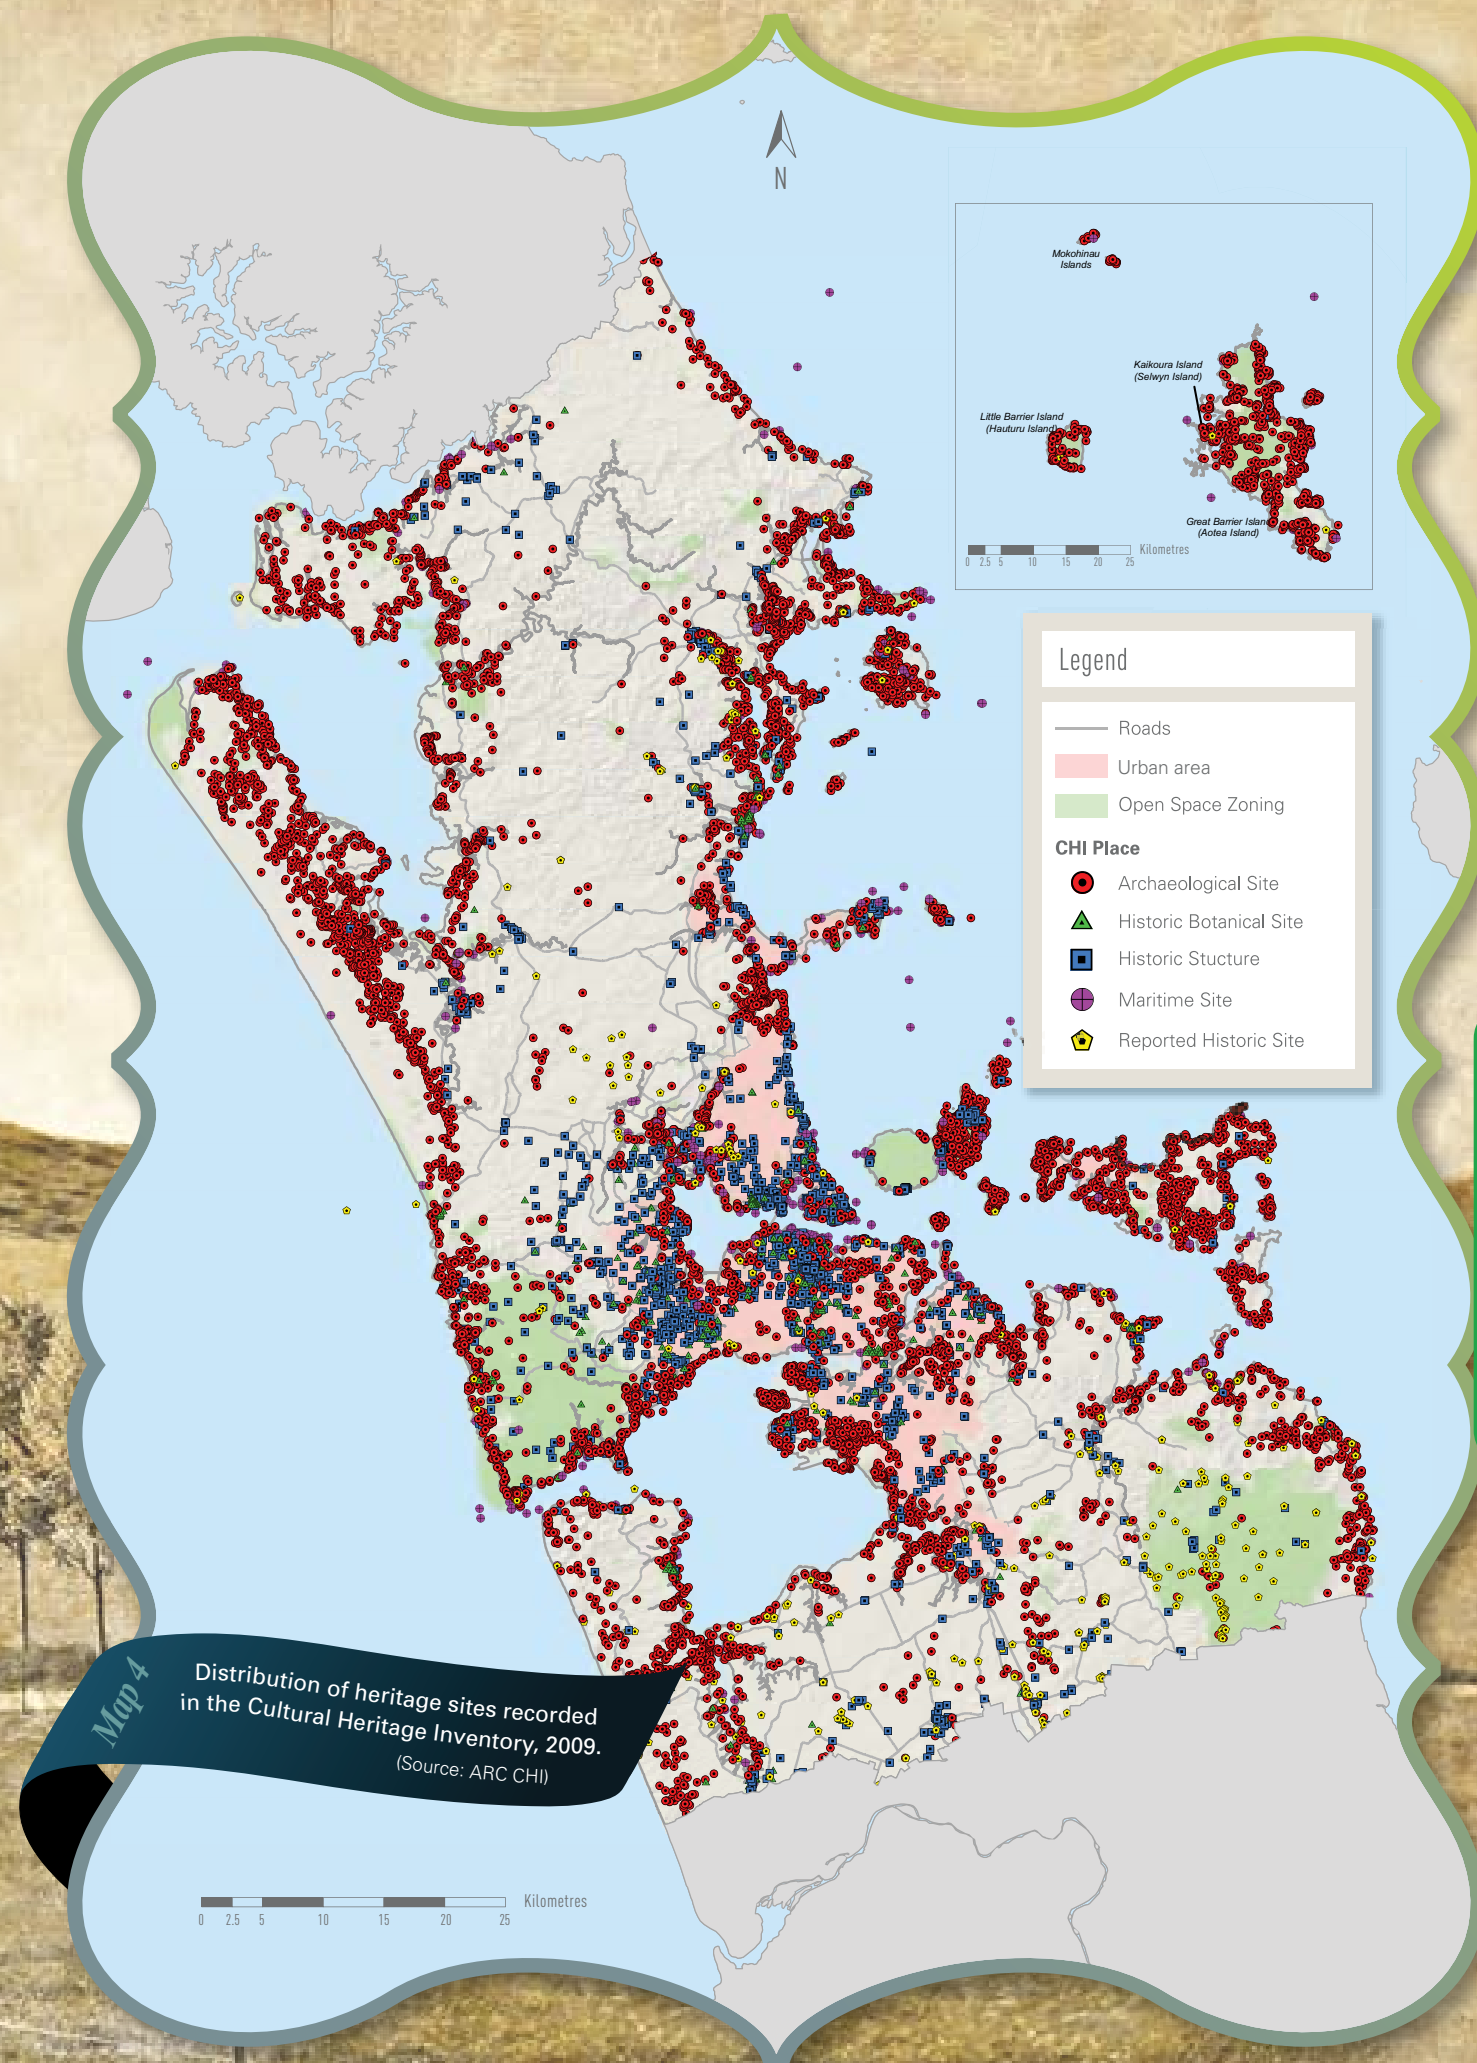 N
Mokohinau
Islands
Kaikoura Island
(Selwyn Island)
Little Barrier Island
(Hauturu Island)
Great Barrier Island
(Aotea Island)
0 2.5 5 10 15 20 25 Kilometres
Legend
Roads
Urban area
Open Space Zoning
CHI Place
Archaeological Site
Historic Botanical Site
Historic Stucture
Maritime Site
Reported Historic Site
Map 4
Distribution of heritage sites recorded
in the Cultural Heritage Inventory, 2009.
(Source: ARC CHI)
0 2.5 5 10 15 20 25 Kilometres